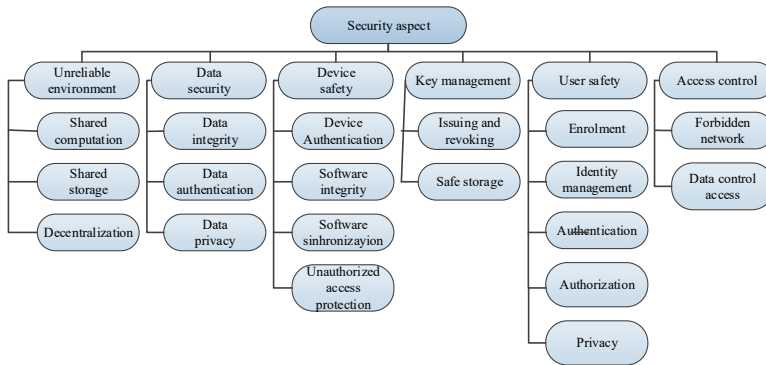 Security aspect
Unreliable
environment
Data
security
Device
safety
Key management
User safety
Access control
Shared
computation
Shared
storage
Decentralization
Data
integrity
Data
authentication
Data
privacy
Device
Authentication
Software
integrity
Software
sinhronizayion
Unauthorized
access
protection
Issuing and
revoking
Safe storage
Enrolment
Identity
management
Authentication
Authorization
Privacy
Forbidden
network
Data control
access